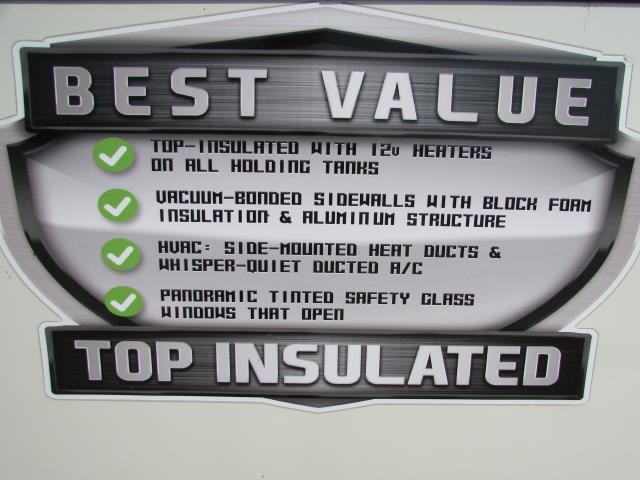 BEST VALUE
TOP-INSULATED WITH 12v HEATERS
ON ALL HOLDING TANKS
VACUUM-BONDED SIDEWALLS WITH BLOCK FOAM
INSULATION & ALUMINUM STRUCTURE
HVAC: SIDE-MOUNTED HEAT DUCTS &
WHISPER-QUIET DUCTED A/C
PANORAMIC TINTED SAFETY GLASS
WINDOWS THAT OPEN
TOP INSULATED